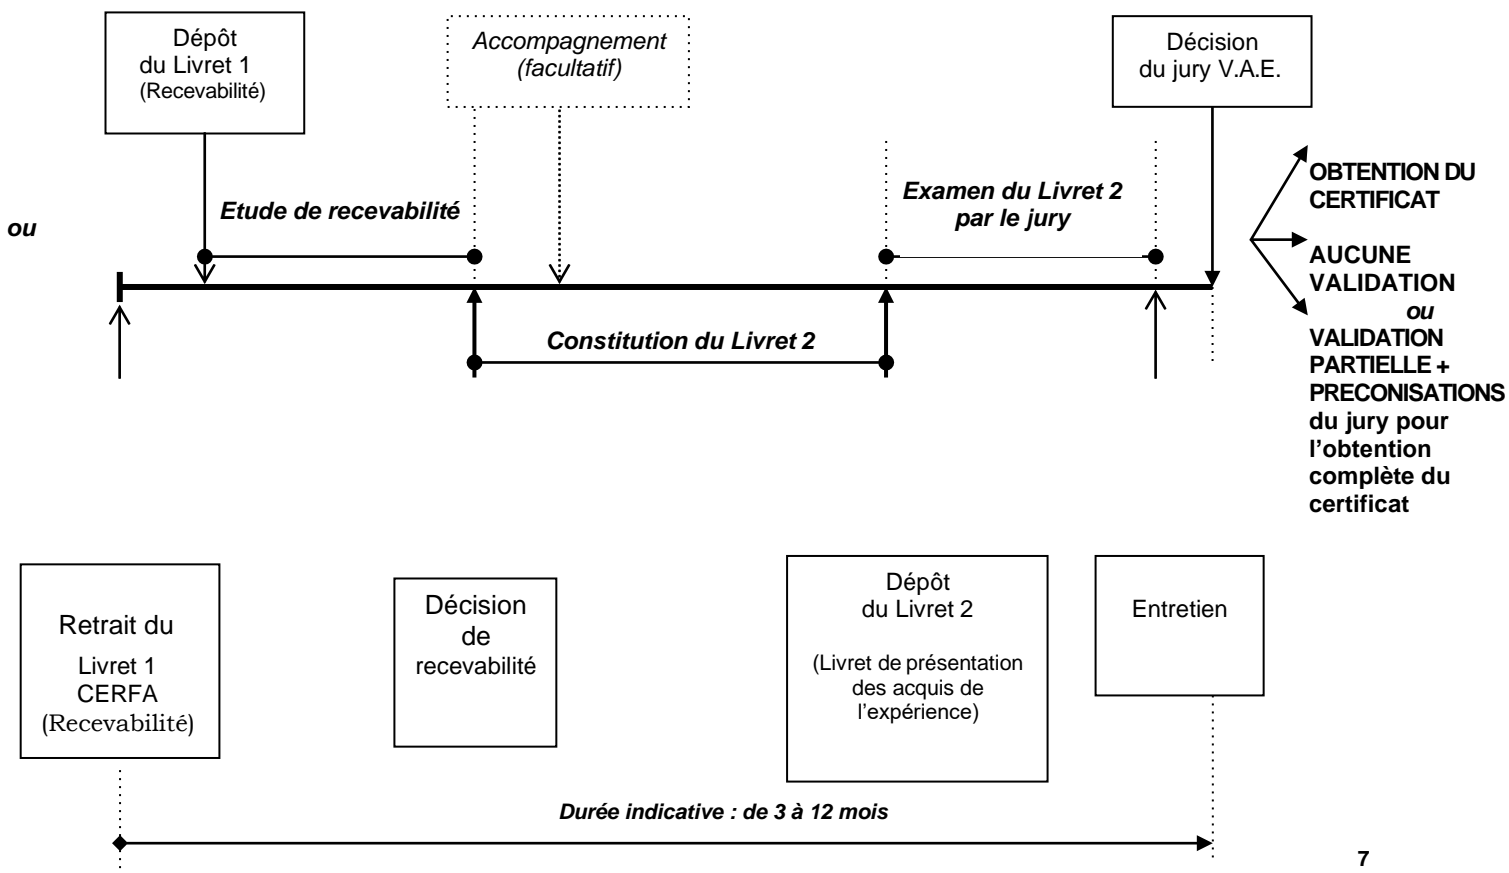 Dépôt
du Livret 1
(Recevabilité)
Accompagnement
(facultatif)
Décision
du jury V.A.E.
ou
Etude de recevabilité
Examen du Livret 2
par le jury
OBTENTION DU
CERTIFICAT
AUCUNE
VALIDATION
ou
VALIDATION
PARTIELLE +
PRECONISATIONS
du jury pour
l’obtention
complète du
certificat
Constitution du Livret 2
Retrait du
Livret 1
CERFA
(Recevabilité)
Décision
de
recevabilité
Dépôt
du Livret 2
(Livret de présentation
des acquis de
l’expérience)
Entretien
Durée indicative : de 3 à 12 mois
7